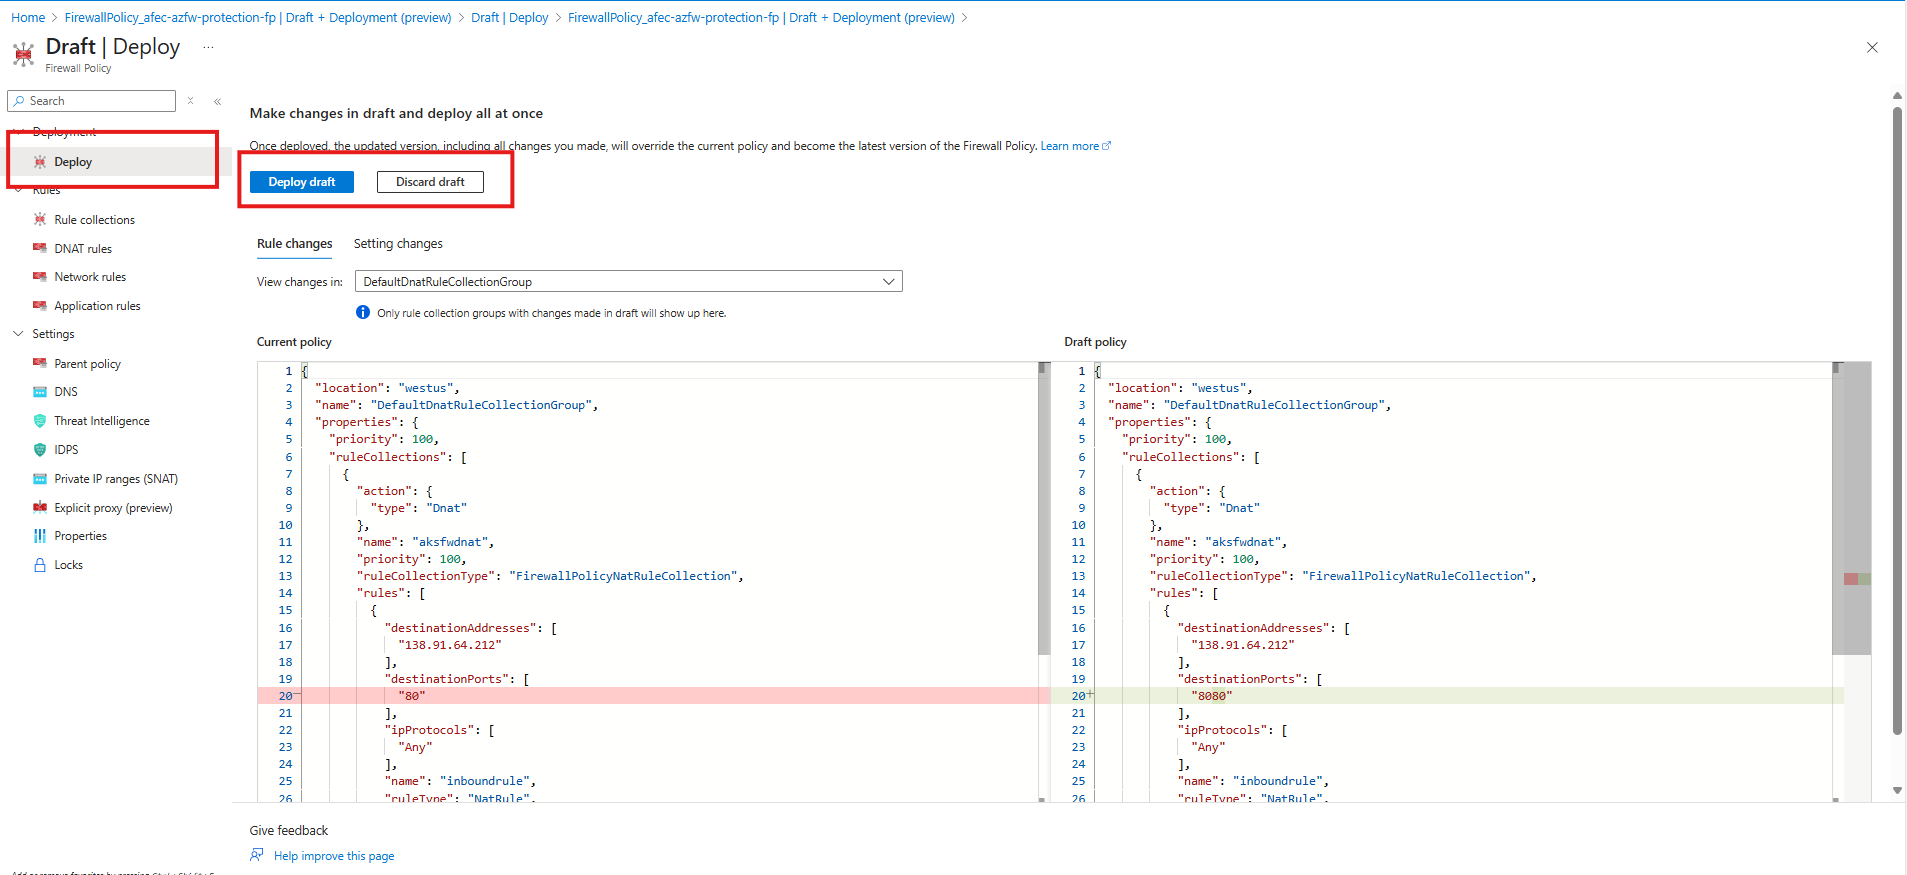 Home > FirewallPolicy_afec-azfw-protection-fp | Draft + Deployment (preview) > Draft | Deploy > FirewallPolicy_afec-azfw-protection-fp | Draft + Deployment (preview) >
Draft | Deploy ...
Firewall Policy
Search
Deployment
Deploy
Rules
Rule collections
DNAT rules
Network rules
Application rules
Settings
Parent policy
DNS
Threat Intelligence
IDPS
Private IP ranges (SNAT)
Explicit proxy (preview)
Properties
Locks
Make changes in draft and deploy all at once
Once deployed, the updated version, including all changes you made, will override the current policy and become the latest version of the Firewall Policy. Learn more
Deploy draft Discard draft
Rule changes Setting changes
View changes in: DefaultDnatRuleCollectionGroup
Only rule collection groups with changes made in draft will show up here.
Current policy
1 {
2 "location": "westus",
3 "name": "DefaultDnatRuleCollectionGroup",
4 "properties": {
5 "priority": 100,
6 "ruleCollections": [
7 {
8 "action": {
9 "type": "Dnat"
10 },
11 "name": "aksfwdnat",
12 "priority": 100,
13 "ruleCollectionType": "FirewallPolicyNatRuleCollection",
14 "rules": [
15 {
16 "destinationAddresses": [
17 "138.91.64.212"
18 ],
19 "destinationPorts": [
20− "80"
21 ],
22 "ipProtocols": [
23 "Any"
24 ],
25 "name": "inboundrule",
26 "ruleType": "NatRule",
Draft policy
1 {
2 "location": "westus",
3 "name": "DefaultDnatRuleCollectionGroup",
4 "properties": {
5 "priority": 100,
6 "ruleCollections": [
7 {
8 "action": {
9 "type": "Dnat"
10 },
11 "name": "aksfwdnat",
12 "priority": 100,
13 "ruleCollectionType": "FirewallPolicyNatRuleCollection",
14 "rules": [
15 {
16 "destinationAddresses": [
17 "138.91.64.212"
18 ],
19 "destinationPorts": [
20+ "8080"
21 ],
22 "ipProtocols": [
23 "Any"
24 ],
25 "name": "inboundrule",
26 "ruleType": "NatRule",
Give feedback
Help improve this page